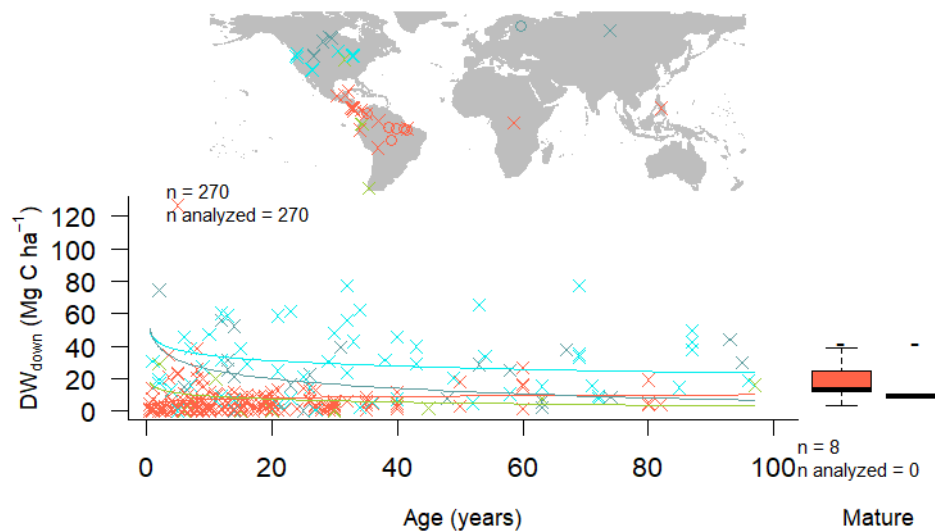 n = 270
n analyzed = 270
120
100
80
60
40
20
0
DW_down (Mg C ha⁻¹)
0 20 40 60 80 100
n = 8
n analyzed = 0
Age (years)
Mature